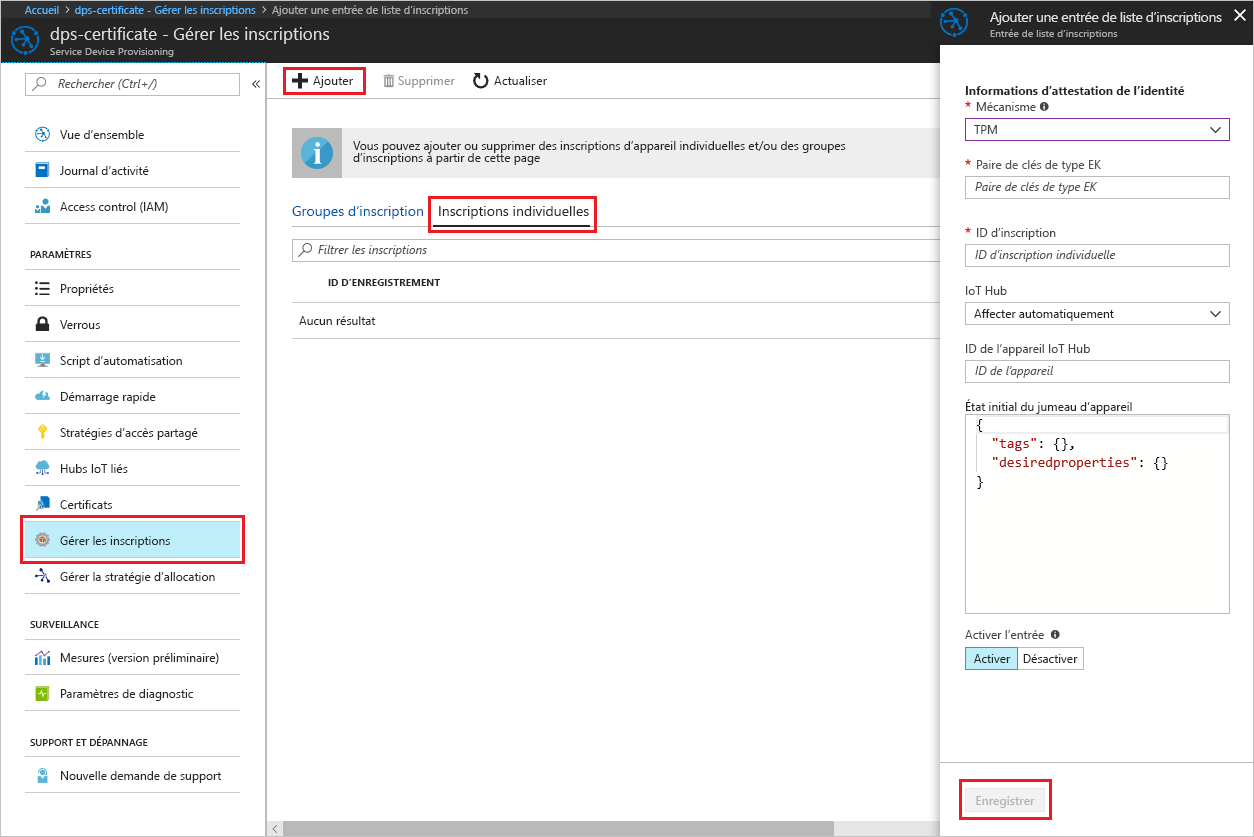 Accueil > dps-certificate - Gérer les inscriptions > Ajouter une entrée de liste d'inscriptions
dps-certificate - Gérer les inscriptions
Service Device Provisioning
Rechercher (Ctrl+/)
«
Vue d'ensemble
Journal d'activité
Access control (IAM)
PARAMÈTRES
Propriétés
Verrous
Script d'automatisation
Démarrage rapide
Stratégies d'accès partagé
Hubs IoT liés
Certificats
Gérer les inscriptions
Gérer la stratégie d'allocation
SURVEILLANCE
Mesures (version préliminaire)
Paramètres de diagnostic
SUPPORT ET DÉPANNAGE
Nouvelle demande de support
Ajouter Supprimer Actualiser
Vous pouvez ajouter ou supprimer des inscriptions d'appareil individuelles et/ou des groupes
d'inscriptions à partir de cette page
Groupes d'inscription Inscriptions individuelles
Filtrer les inscriptions
ID D'ENREGISTREMENT
Aucun résultat
Ajouter une entrée de liste d'inscriptions
Entrée de liste d'inscriptions
Informations d'attestation de l'identité
* Mécanisme
TPM
* Paire de clés de type EK
Paire de clés de type EK
* ID d'inscription
ID d'inscription individuelle
IoT Hub
Affecter automatiquement
ID de l'appareil IoT Hub
ID de l'appareil
État initial du jumeau d'appareil
{
"tags": {},
"desiredproperties": {}
}
Activer l'entrée
Activer Désactiver
Enregistrer